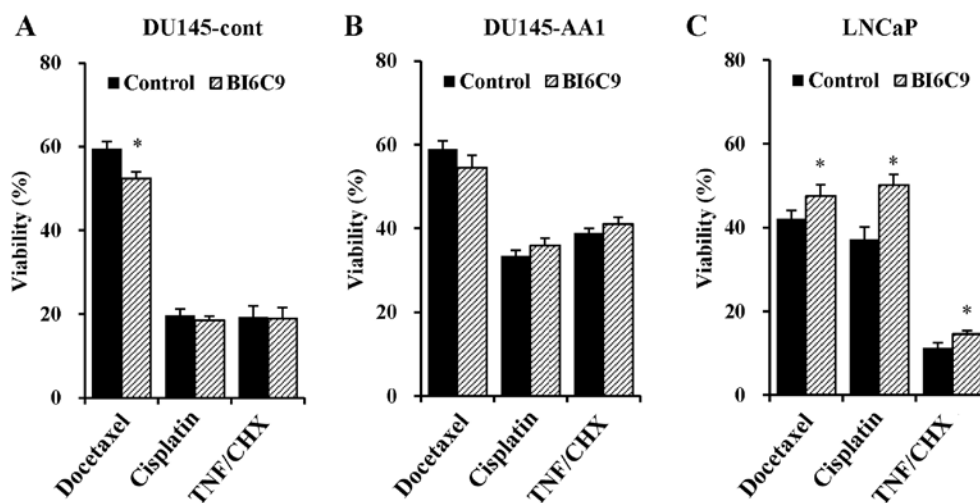 A DU145-cont
80
Control BI6C9
60
*
40
20
0
Viability (%)
Docetaxel
Cisplatin
TNF/CHX
B DU145-AA1
80
Control BI6C9
60
40
20
0
Viability (%)
Docetaxel
Cisplatin
TNF/CHX
C LNCaP
80
Control BI6C9
60
* *
40
20
*
0
Viability (%)
Docetaxel
Cisplatin
TNF/CHX